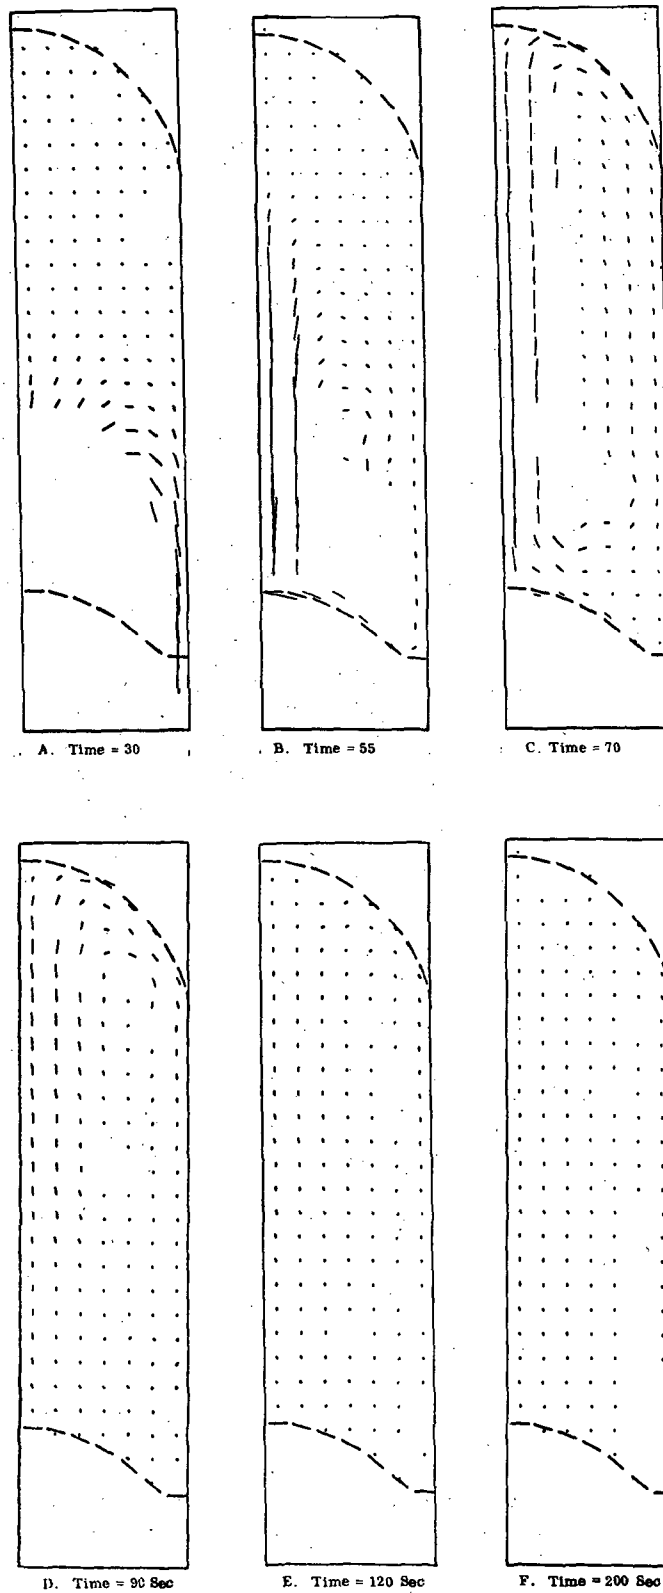 A. Time = 30
B. Time = 55
C. Time = 70
D. Time = 90 Sec
E. Time = 120 Sec
F. Time = 200 Sec